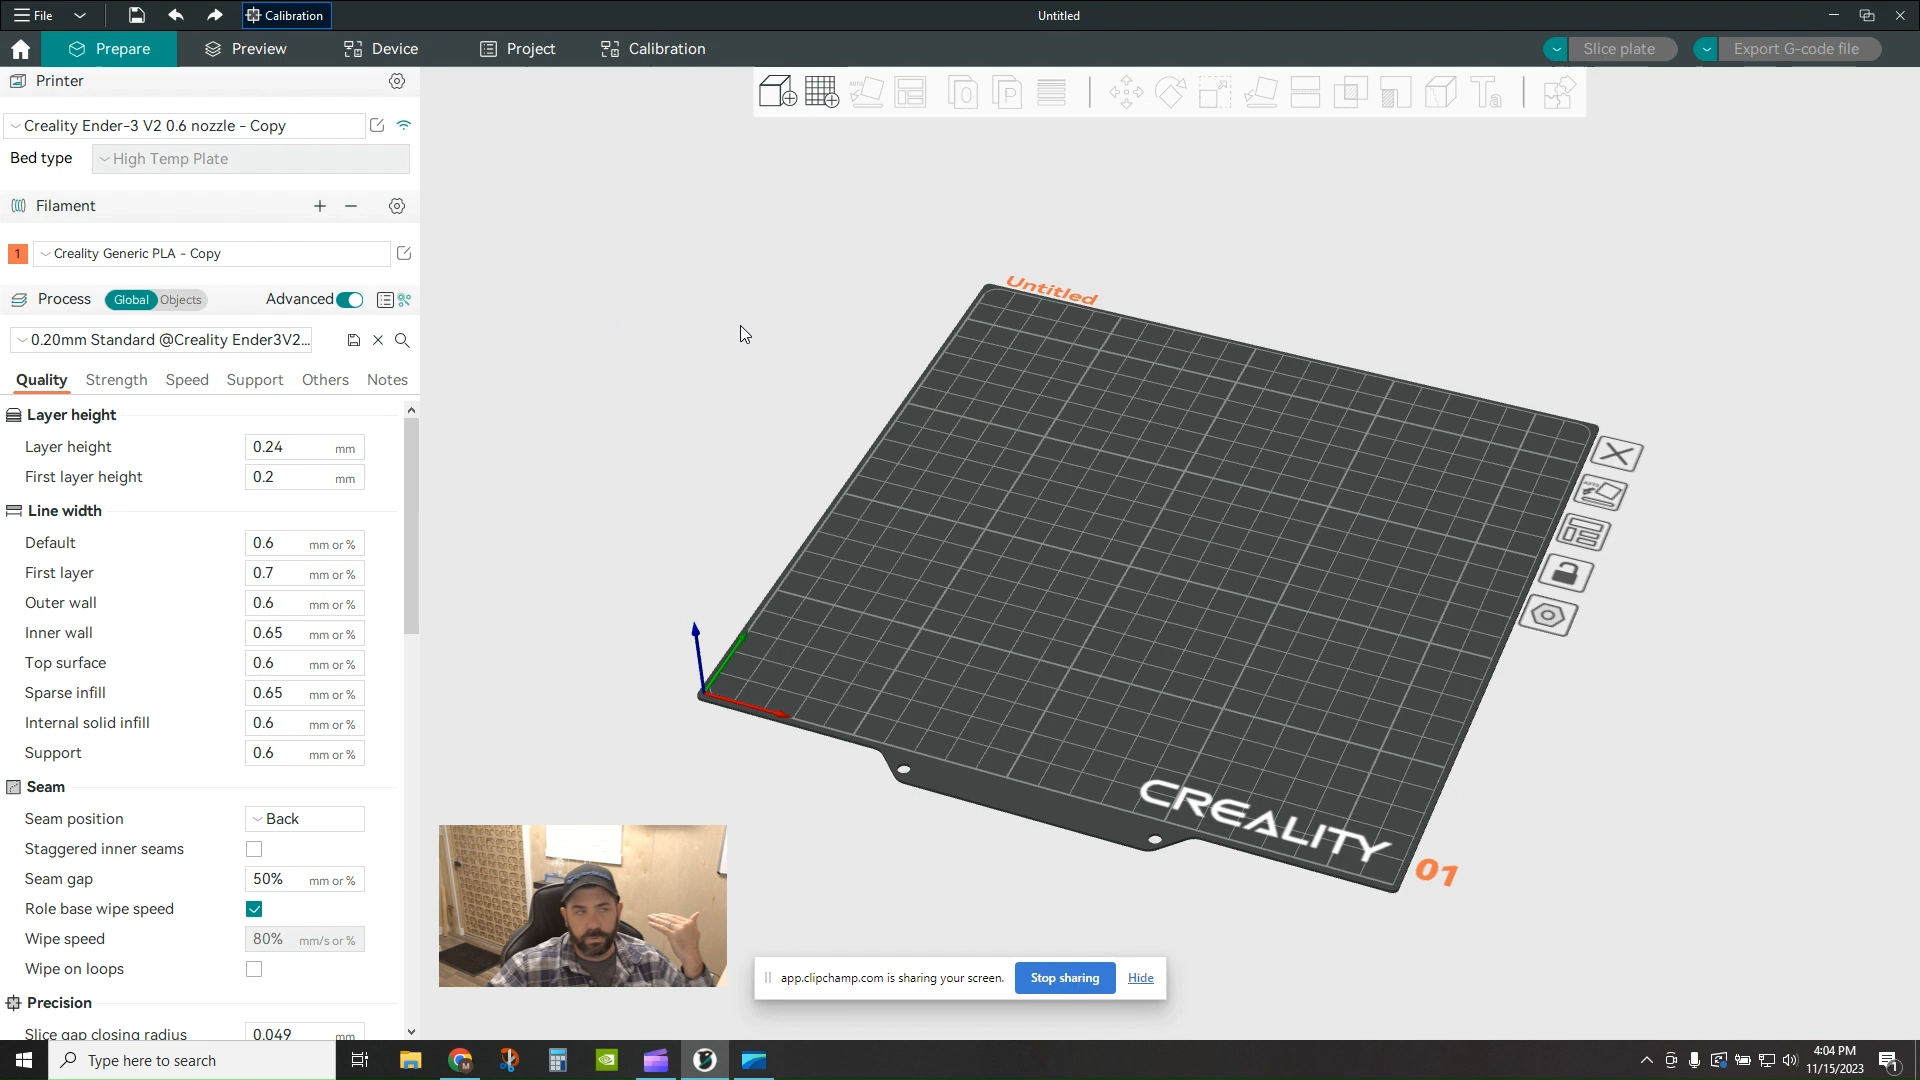 File
Calibration
Untitled
Prepare
Preview
Device
Project
Calibration
Slice plate
Export G-code file
Printer
Creality Ender-3 V2 0.6 nozzle - Copy
Bed type
High Temp Plate
Filament
1
Creality Generic PLA - Copy
Process
Global
Objects
Advanced
0.20mm Standard @Creality Ender3V2...
Quality
Strength
Speed
Support
Others
Notes
Layer height
Layer height 0.24 mm
First layer height 0.2 mm
Line width
Default 0.6 mm or %
First layer 0.7 mm or %
Outer wall 0.6 mm or %
Inner wall 0.65 mm or %
Top surface 0.6 mm or %
Sparse infill 0.65 mm or %
Internal solid infill 0.6 mm or %
Support 0.6 mm or %
Seam
Seam position Back
Staggered inner seams
Seam gap 50% mm or %
Role base wipe speed
Wipe speed 80% mm/s or %
Wipe on loops
Precision
Slice gap closing radius 0.049 mm
Untitled
CREALITY
01
app.clipchamp.com is sharing your screen.
Stop sharing
Hide
Type here to search
4:04 PM
11/15/2023
1